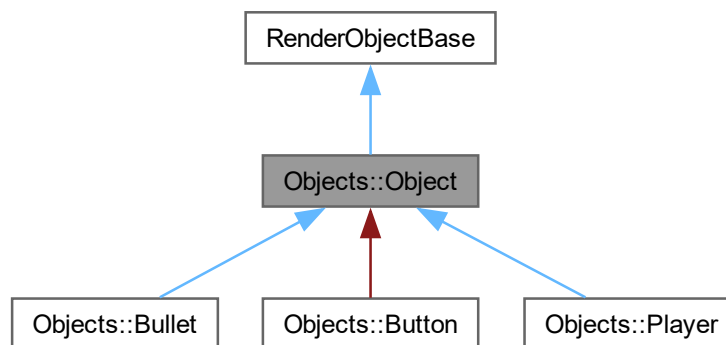 RenderObjectBase
Objects::Object
Objects::Bullet
Objects::Button
Objects::Player